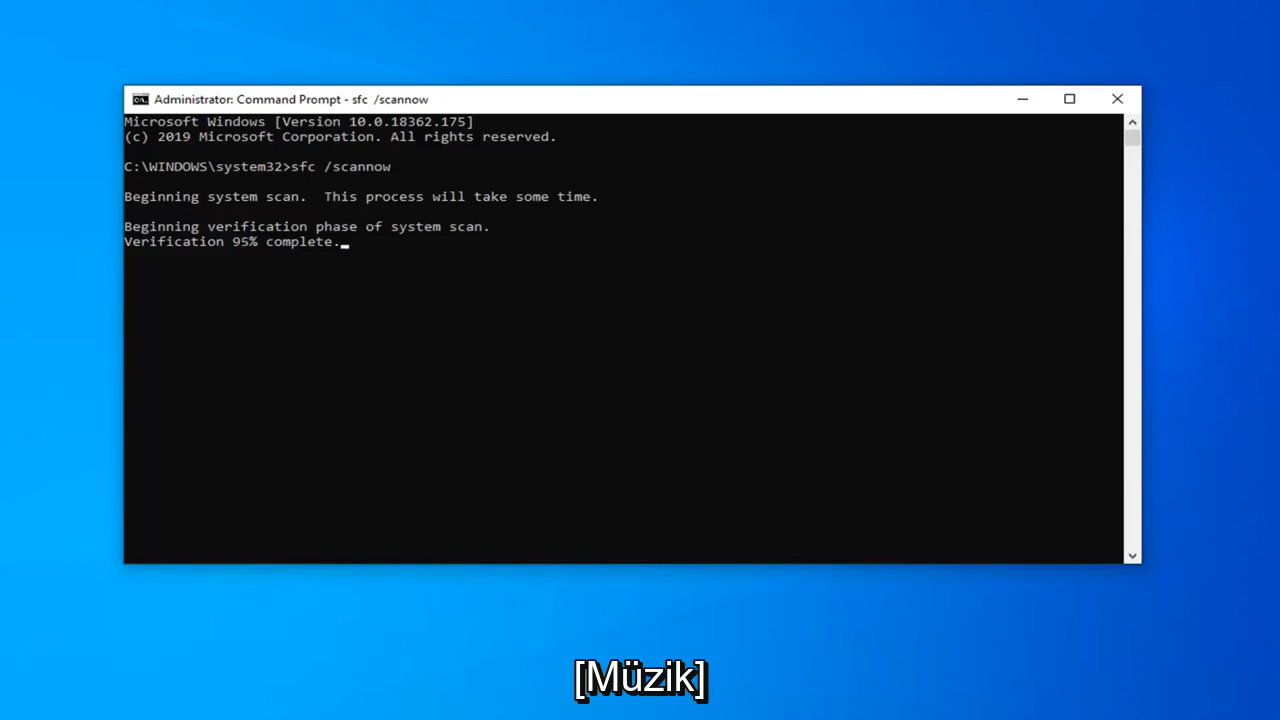 Administrator: Command Prompt - sfc  /scannow
Microsoft Windows [Version 10.0.18362.175]
(c) 2019 Microsoft Corporation. All rights reserved.
C:\WINDOWS\system32>sfc /scannow
Beginning system scan.  This process will take some time.
Beginning verification phase of system scan.
Verification 95% complete.
[Müzik]